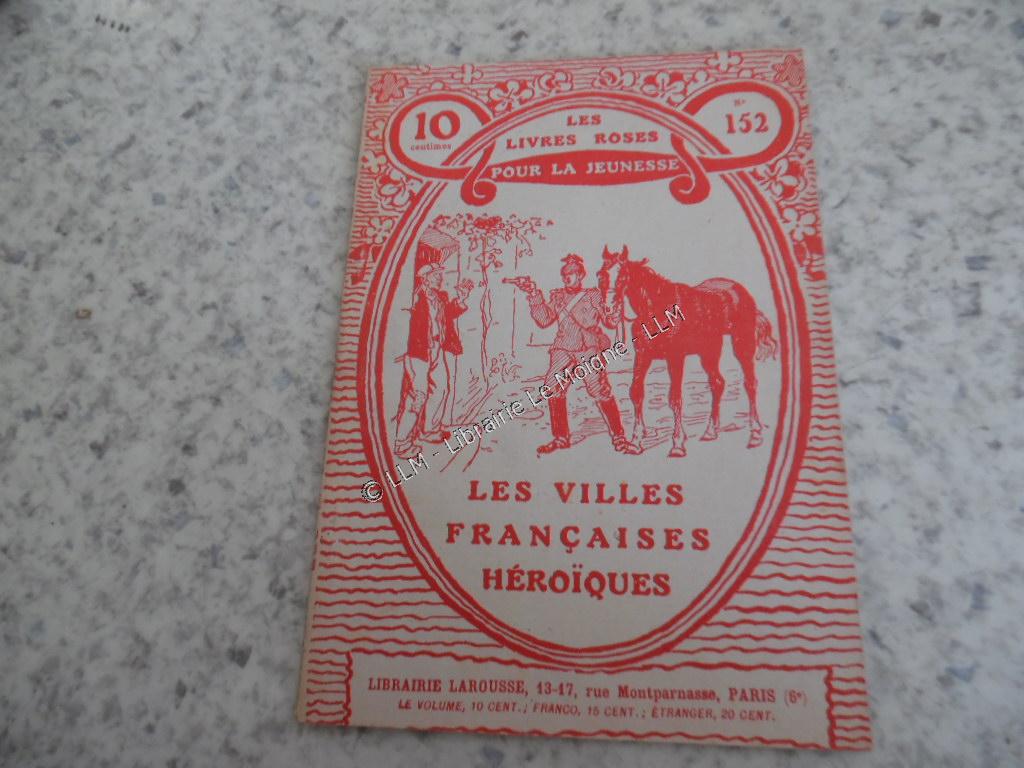 10
centimes
Nº
152
LES
LIVRES ROSES
POUR LA JEUNESSE
© LLM - Librairie Le Moigne - LLM
LES VILLES
FRANÇAISES
HÉROÏQUES
LIBRAIRIE LAROUSSE, 13-17, rue Montparnasse, PARIS (6e)
LE VOLUME, 10 CENT.; FRANCO, 15 CENT.; ÉTRANGER, 20 CENT.